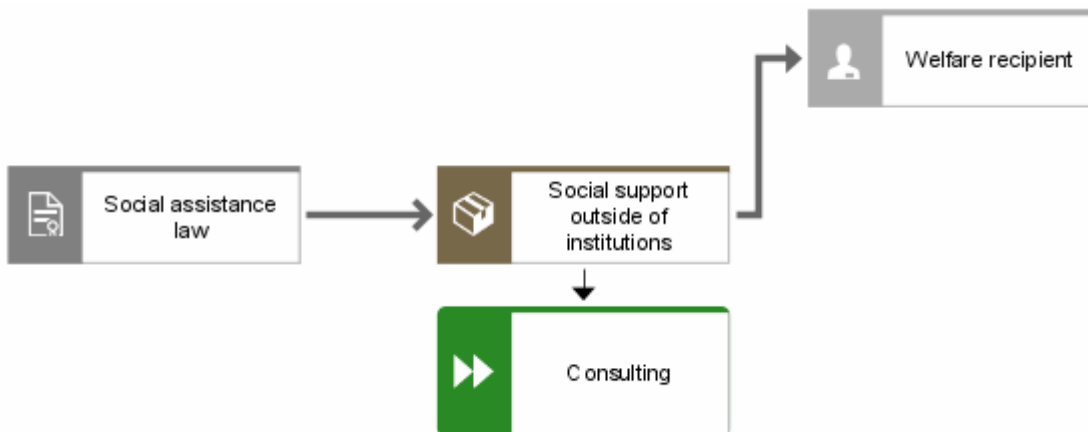 Welfare recipient
Social assistance
law
Social support
outside of
institutions
Consulting